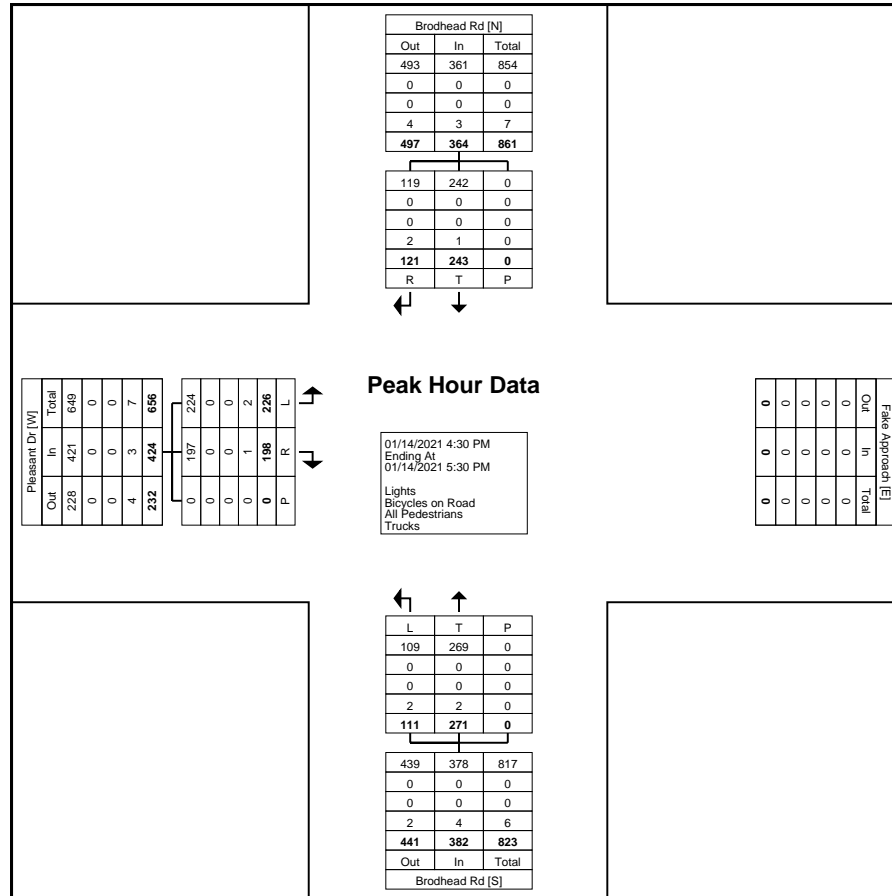 Brodhead Rd [N]
Out In Total
493 361 854
0 0 0
0 0 0
4 3 7
497 364 861
119 242 0
0 0 0
0 0 0
2 1 0
121 243 0
R T P
Pleasant Dr [W]
Total 649 0 0 7 656
In 421 0 0 3 424
Out 228 0 0 4 232
224 0 0 2 226 L
197 0 0 1 198 R
0 0 0 0 0 P
Peak Hour Data
01/14/2021 4:30 PM
Ending At
01/14/2021 5:30 PM
Lights
Bicycles on Road
All Pedestrians
Trucks
Fake Approach [E]
Out 0 0 0 0 0
In 0 0 0 0 0
Total 0 0 0 0 0
L T P
109 269 0
0 0 0
0 0 0
2 2 0
111 271 0
439 378 817
0 0 0
0 0 0
2 4 6
441 382 823
Out In Total
Brodhead Rd [S]